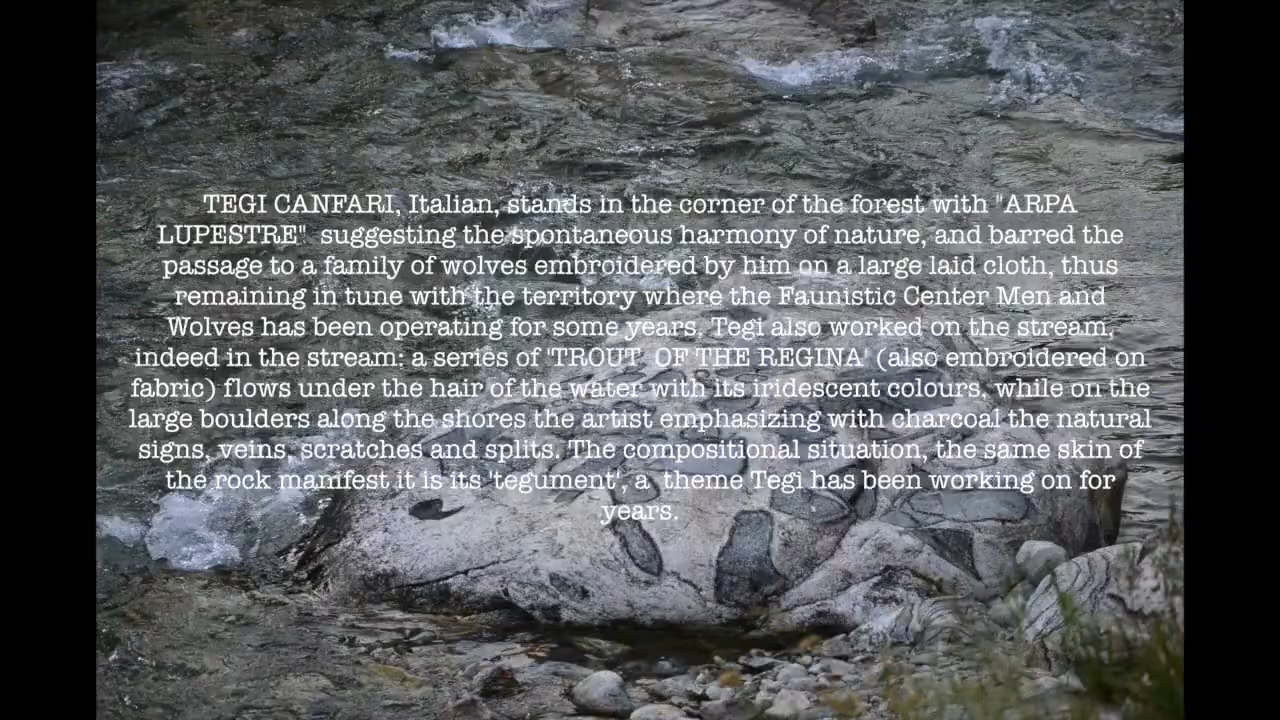 TEGI CANFARI, Italian, stands in the corner of the forest with "ARPA
LUPESTRE"  suggesting the spontaneous harmony of nature, and barred the
passage to a family of wolves embroidered by him on a large laid cloth, thus
remaining in tune with the territory where the Faunistic Center Men and
Wolves has been operating for some years. Tegi also worked on the stream,
indeed in the stream: a series of 'TROUT  OF THE REGINA' (also embroidered on
fabric) flows under the hair of the water with its iridescent colours, while on the
large boulders along the shores the artist emphasizing with charcoal the natural
signs, veins, scratches and splits. The compositional situation, the same skin of
the rock manifest it is its 'tegument', a  theme Tegi has been working on for
years.